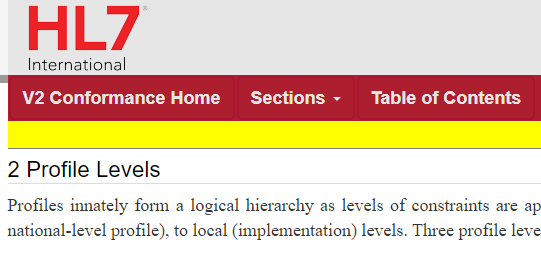 HL7®
International
V2 Conformance Home Sections Table of Contents
2 Profile Levels
Profiles innately form a logical hierarchy as levels of constraints are ap
national-level profile), to local (implementation) levels. Three profile leve